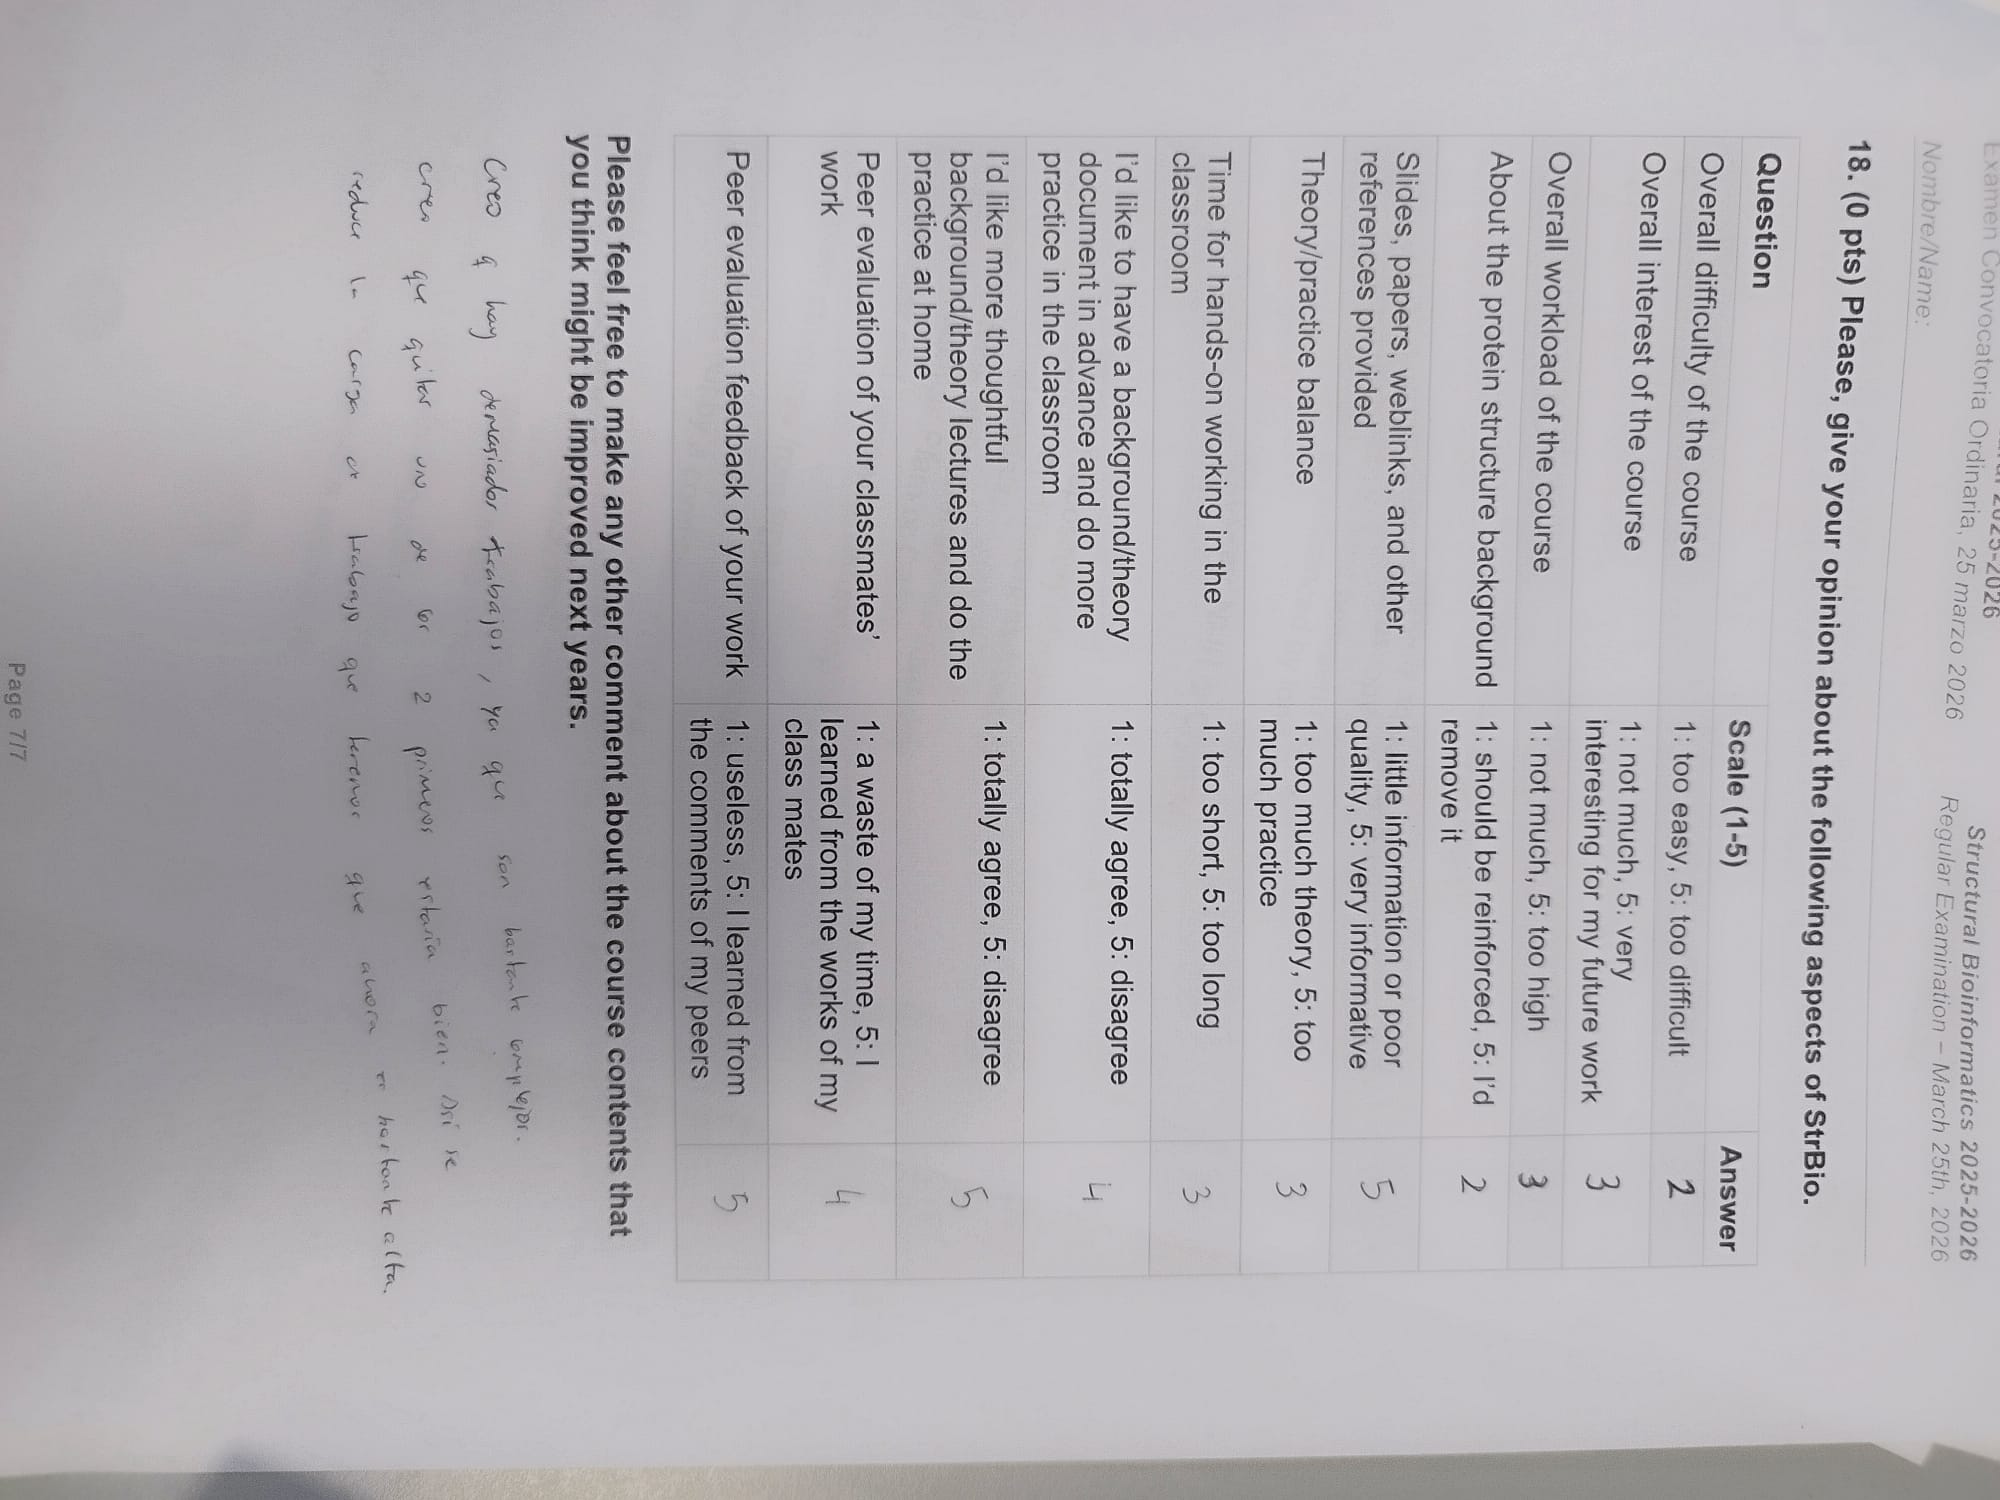 2025-2026
Structural Bioinformatics 2025-2026
Examen Convocatoria Ordinaria, 25 marzo 2026
Regular Examination – March 25th, 2026
Nombre/Name:
18. (0 pts) Please, give your opinion about the following aspects of StrBio.
Question Scale (1-5) Answer
Overall difficulty of the course 1: too easy, 5: too difficult 2
Overall interest of the course 1: not much, 5: very
interesting for my future work 3
Overall workload of the course 1: not much, 5: too high 3
About the protein structure background 1: should be reinforced, 5: I'd
remove it 2
Slides, papers, weblinks, and other
references provided 1: little information or poor
quality, 5: very informative 5
Theory/practice balance 1: too much theory, 5: too
much practice 3
Time for hands-on working in the
classroom 1: too short, 5: too long 3
I'd like to have a background/theory
document in advance and do more
practice in the classroom 1: totally agree, 5: disagree 4
I'd like more thoughtful
background/theory lectures and do the
practice at home 1: totally agree, 5: disagree 5
Peer evaluation of your classmates'
work 1: a waste of my time, 5: I
learned from the works of my
class mates 4
Peer evaluation feedback of your work 1: useless, 5: I learned from
the comments of my peers 5
Please feel free to make any other comment about the course contents that
you think might be improved next years.
Creo q hay demasiados trabajos, ya que son bastante complejos.
creo que quitar uno de los 2 primeros estaría bien. Así se
reduce la carga de trabajo que tenemos que ahora es bastante alta.
Page 7/7